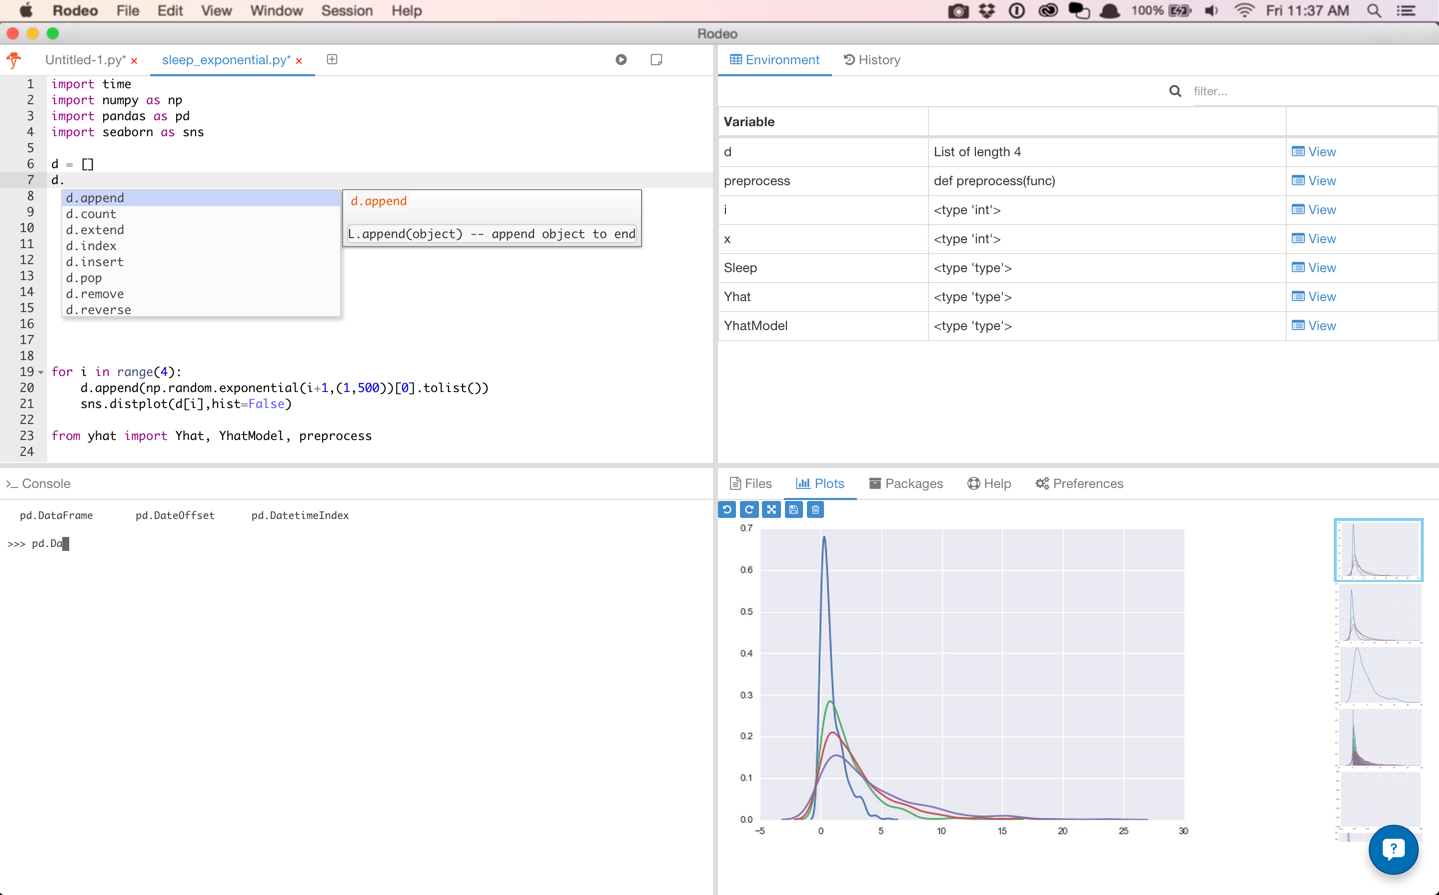 Rodeo File Edit View Window Session Help 100% Fri 11:37 AM
Rodeo
Untitled-1.py* × sleep_exponential.py* ×
1 import time
2 import numpy as np
3 import pandas as pd
4 import seaborn as sns
5
6 d = []
7 d.
8 d.append
9 d.count
10 d.extend
11 d.index
12 d.insert
13 d.pop
14 d.remove
15 d.reverse
d.append
L.append(object) -- append object to end
16
17
18
19 for i in range(4):
20 d.append(np.random.exponential(i+1,(1,500))[0].tolist())
21 sns.distplot(d[i],hist=False)
22
23 from yhat import Yhat, YhatModel, preprocess
24
Environment History
filter...
Variable
d List of length 4 View
preprocess def preprocess(func) View
i <type 'int'> View
x <type 'int'> View
Sleep <type 'type'> View
Yhat <type 'type'> View
YhatModel <type 'type'> View
>_ Console
pd.DataFrame pd.DateOffset pd.DatetimeIndex
>>> pd.Da
Files Plots Packages Help Preferences
0.7
0.6
0.5
0.4
0.3
0.2
0.1
0.0
−5 0 5 10 15 20 25 30